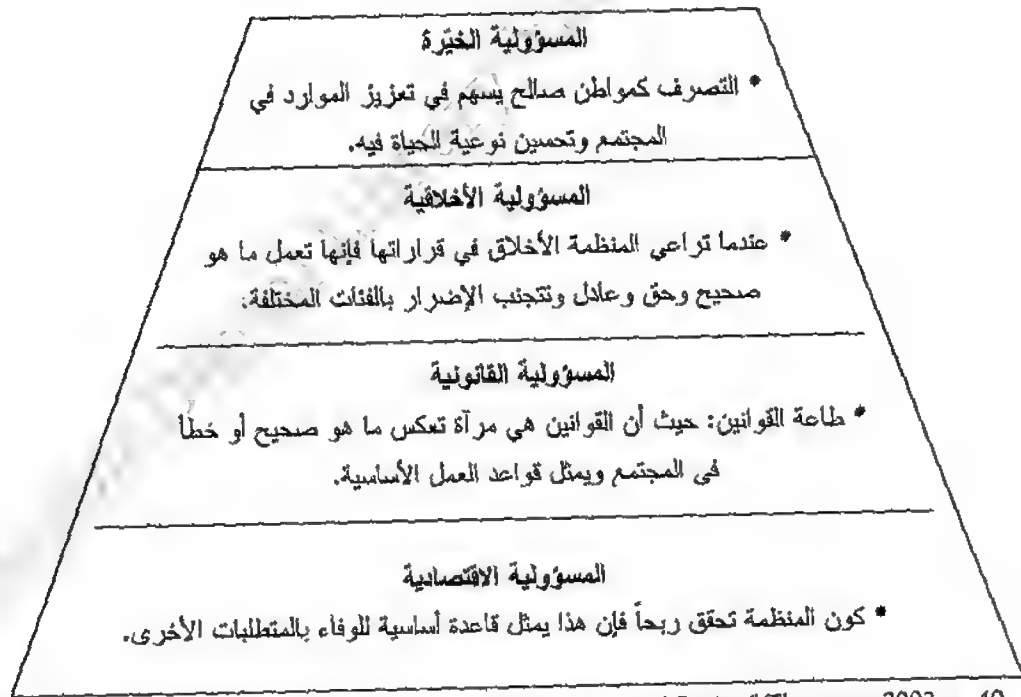 المسؤولية الخيّرة
* التصرف كمواطن صالح يُسهم في تعزيز الموارد في
المجتمع وتحسين نوعية الحياة فيه.
المسؤولية الأخلاقية
* عندما تراعي المنظمة الأخلاق في قراراتها فإنها تعمل ما هو
صحيح وحق وعادل وتتجنب الإضرار بالفئات المختلفة.
المسؤولية القانونية
* طاعة القوانين: حيث أن القوانين هي مرآة تعكس ما هو صحيح أو خطأ
في المجتمع ويمثل قواعد العمل الأساسية.
المسؤولية الاقتصادية
* كون المنظمة تحقق ربحاً فإن هذا يمثل قاعدة أساسية للوفاء بالمتطلبات الأخرى.